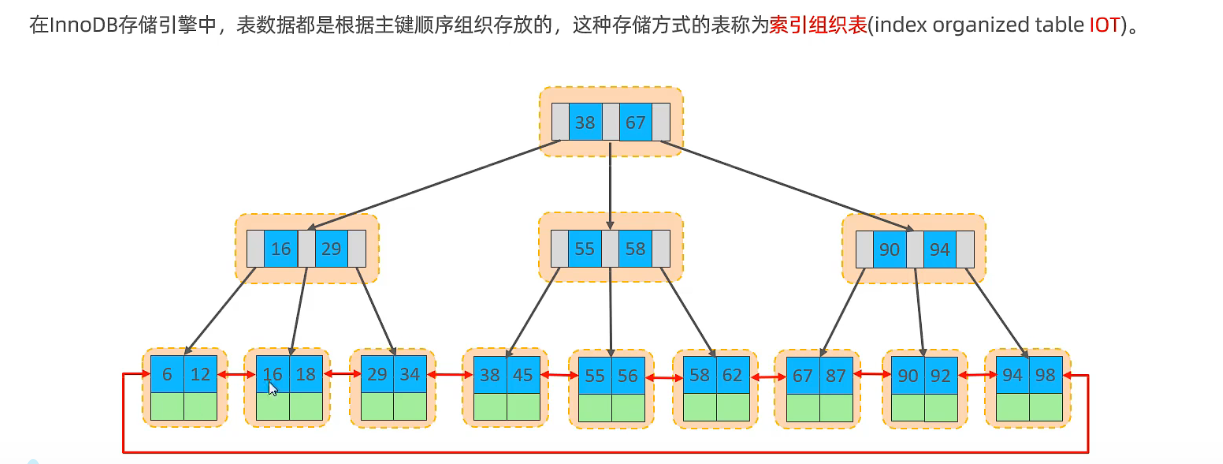 在InnoDB存储引擎中，表数据都是根据主键顺序组织存放的，这种存储方式的表称为索引组织表(index organized table IOT)。
38 67
16 29 55 58 90 94
6 12 16 18 29 34 38 45 55 56 58 62 67 87 90 92 94 98